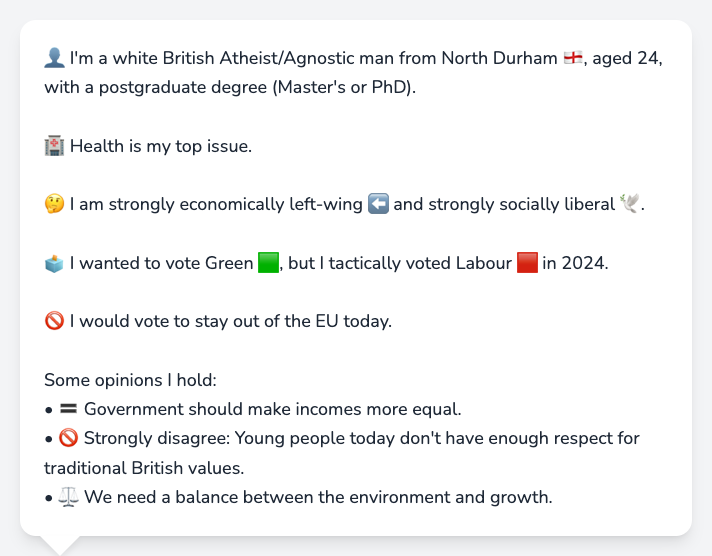 👤 I'm a white British Atheist/Agnostic man from North Durham 🏴󠁧󠁢󠁥󠁮󠁧󠁿, aged 24,
with a postgraduate degree (Master's or PhD).
🏥 Health is my top issue.
🤔 I am strongly economically left-wing ⬅️ and strongly socially liberal 🕊️.
🗳️ I wanted to vote Green 🟩, but I tactically voted Labour 🟥 in 2024.
🚫 I would vote to stay out of the EU today.
Some opinions I hold:
• 🟰 Government should make incomes more equal.
• 🚫 Strongly disagree: Young people today don't have enough respect for
traditional British values.
• ⚖️ We need a balance between the environment and growth.